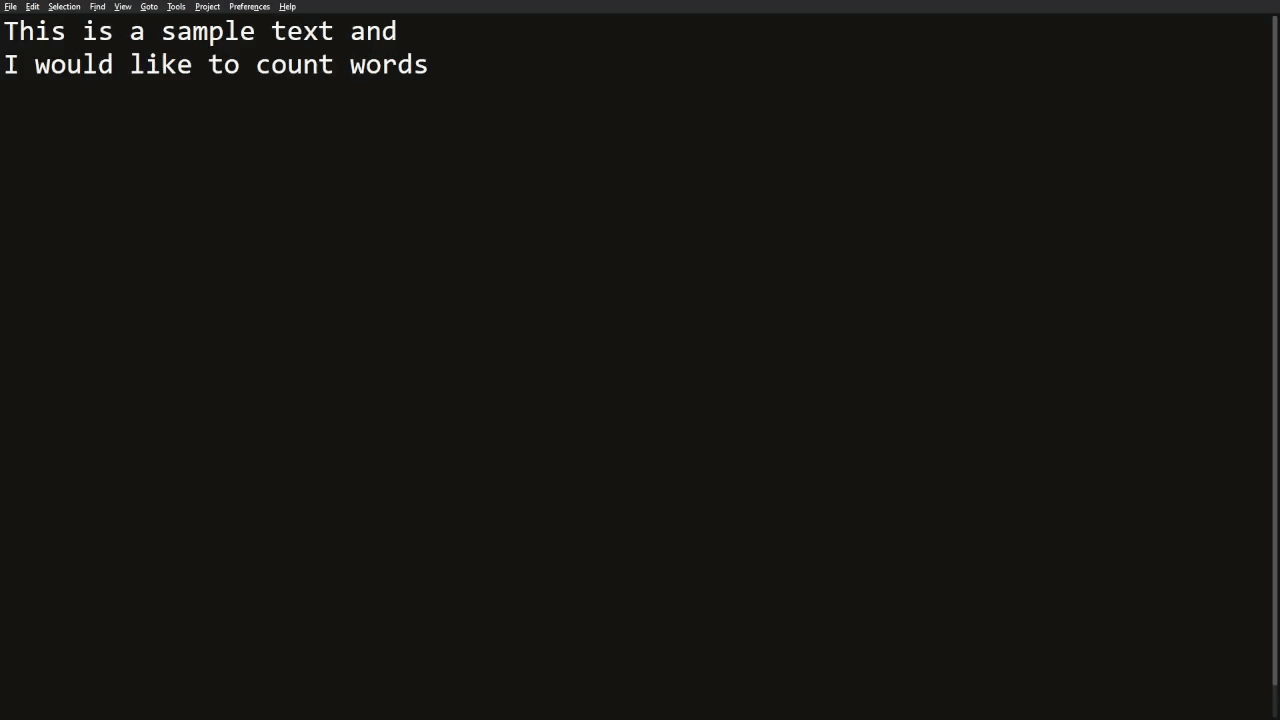 File Edit Selection Find View Goto Tools Project Preferences Help
This is a sample text and
I would like to count words